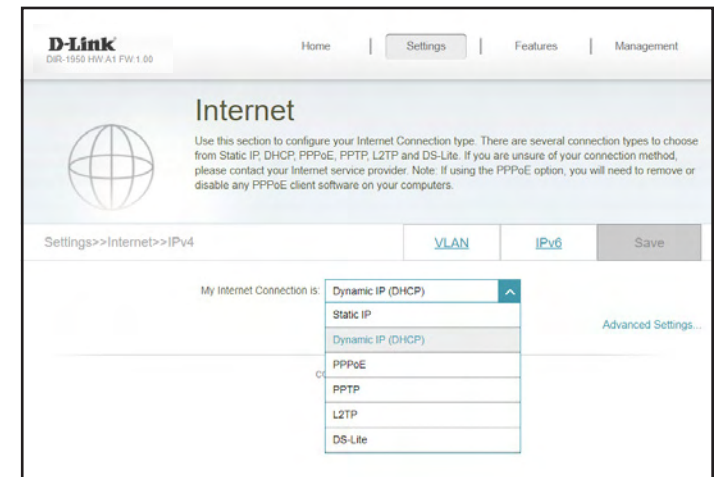 D-Link
DIR-1950 HW:A1 FW:1.00
Home | Settings | Features | Management
Internet
Use this section to configure your Internet Connection type. There are several connection types to choose
from Static IP, DHCP, PPPoE, PPTP, L2TP and DS-Lite. If you are unsure of your connection method,
please contact your Internet service provider. Note: If using the PPPoE option, you will need to remove or
disable any PPPoE client software on your computers.
Settings>>Internet>>IPv4 VLAN IPv6 Save
My Internet Connection is: Dynamic IP (DHCP)
Static IP
Advanced Settings...
Dynamic IP (DHCP)
PPPoE
PPTP
L2TP
DS-Lite